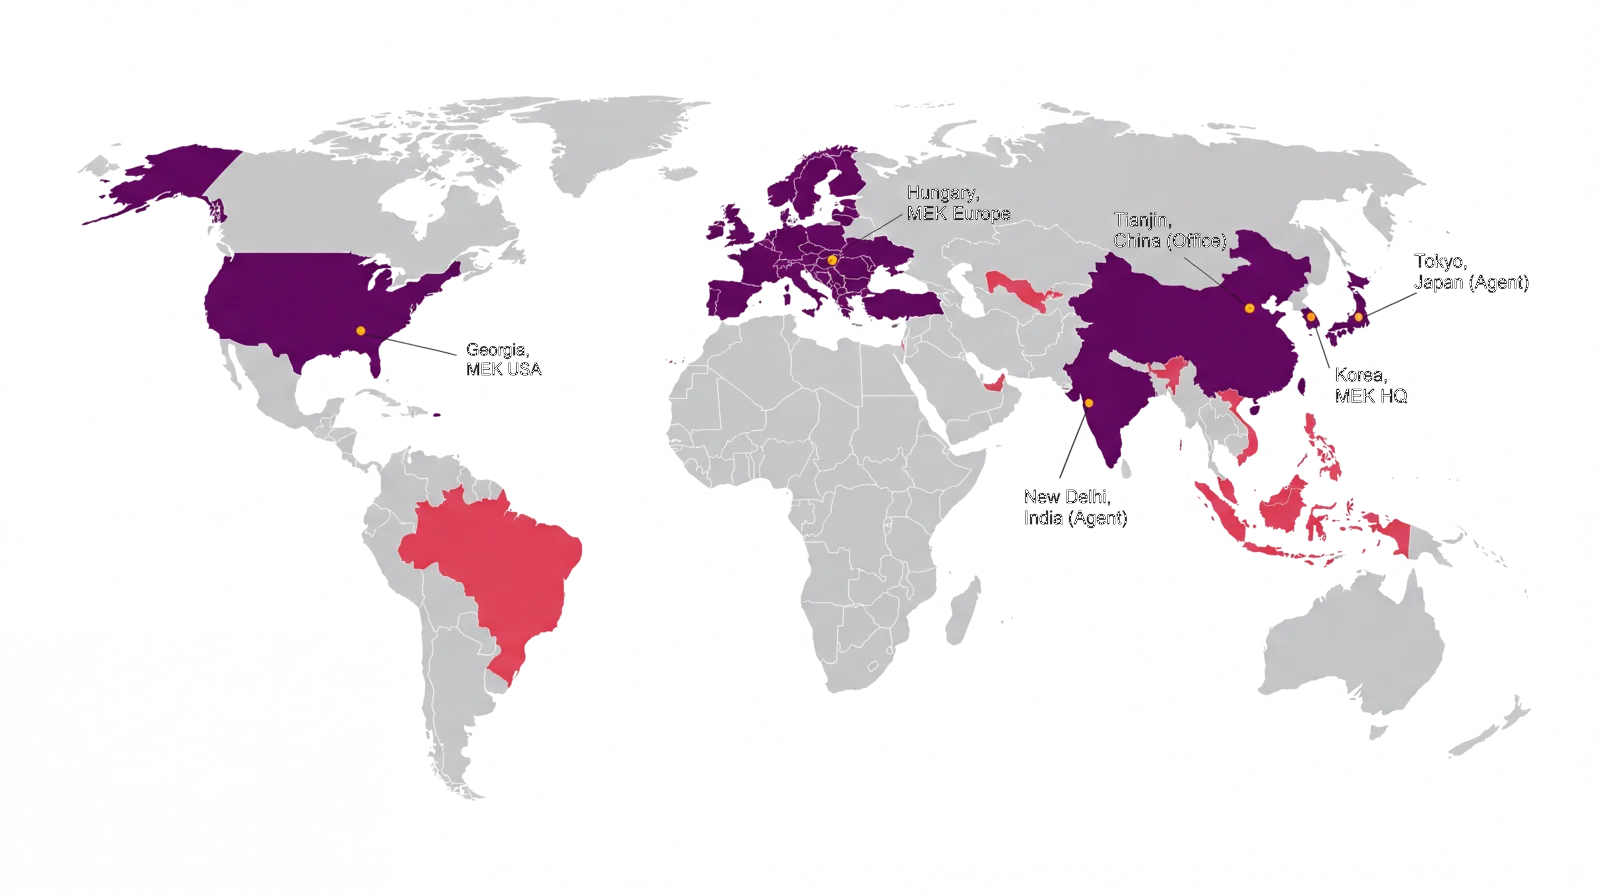 Hungary,
MEK Europe
Tianjin,
China (Office)
Tokyo,
Japan (Agent)
Georgia,
MEK USA
Korea,
MEK HQ
New Delhi,
India (Agent)